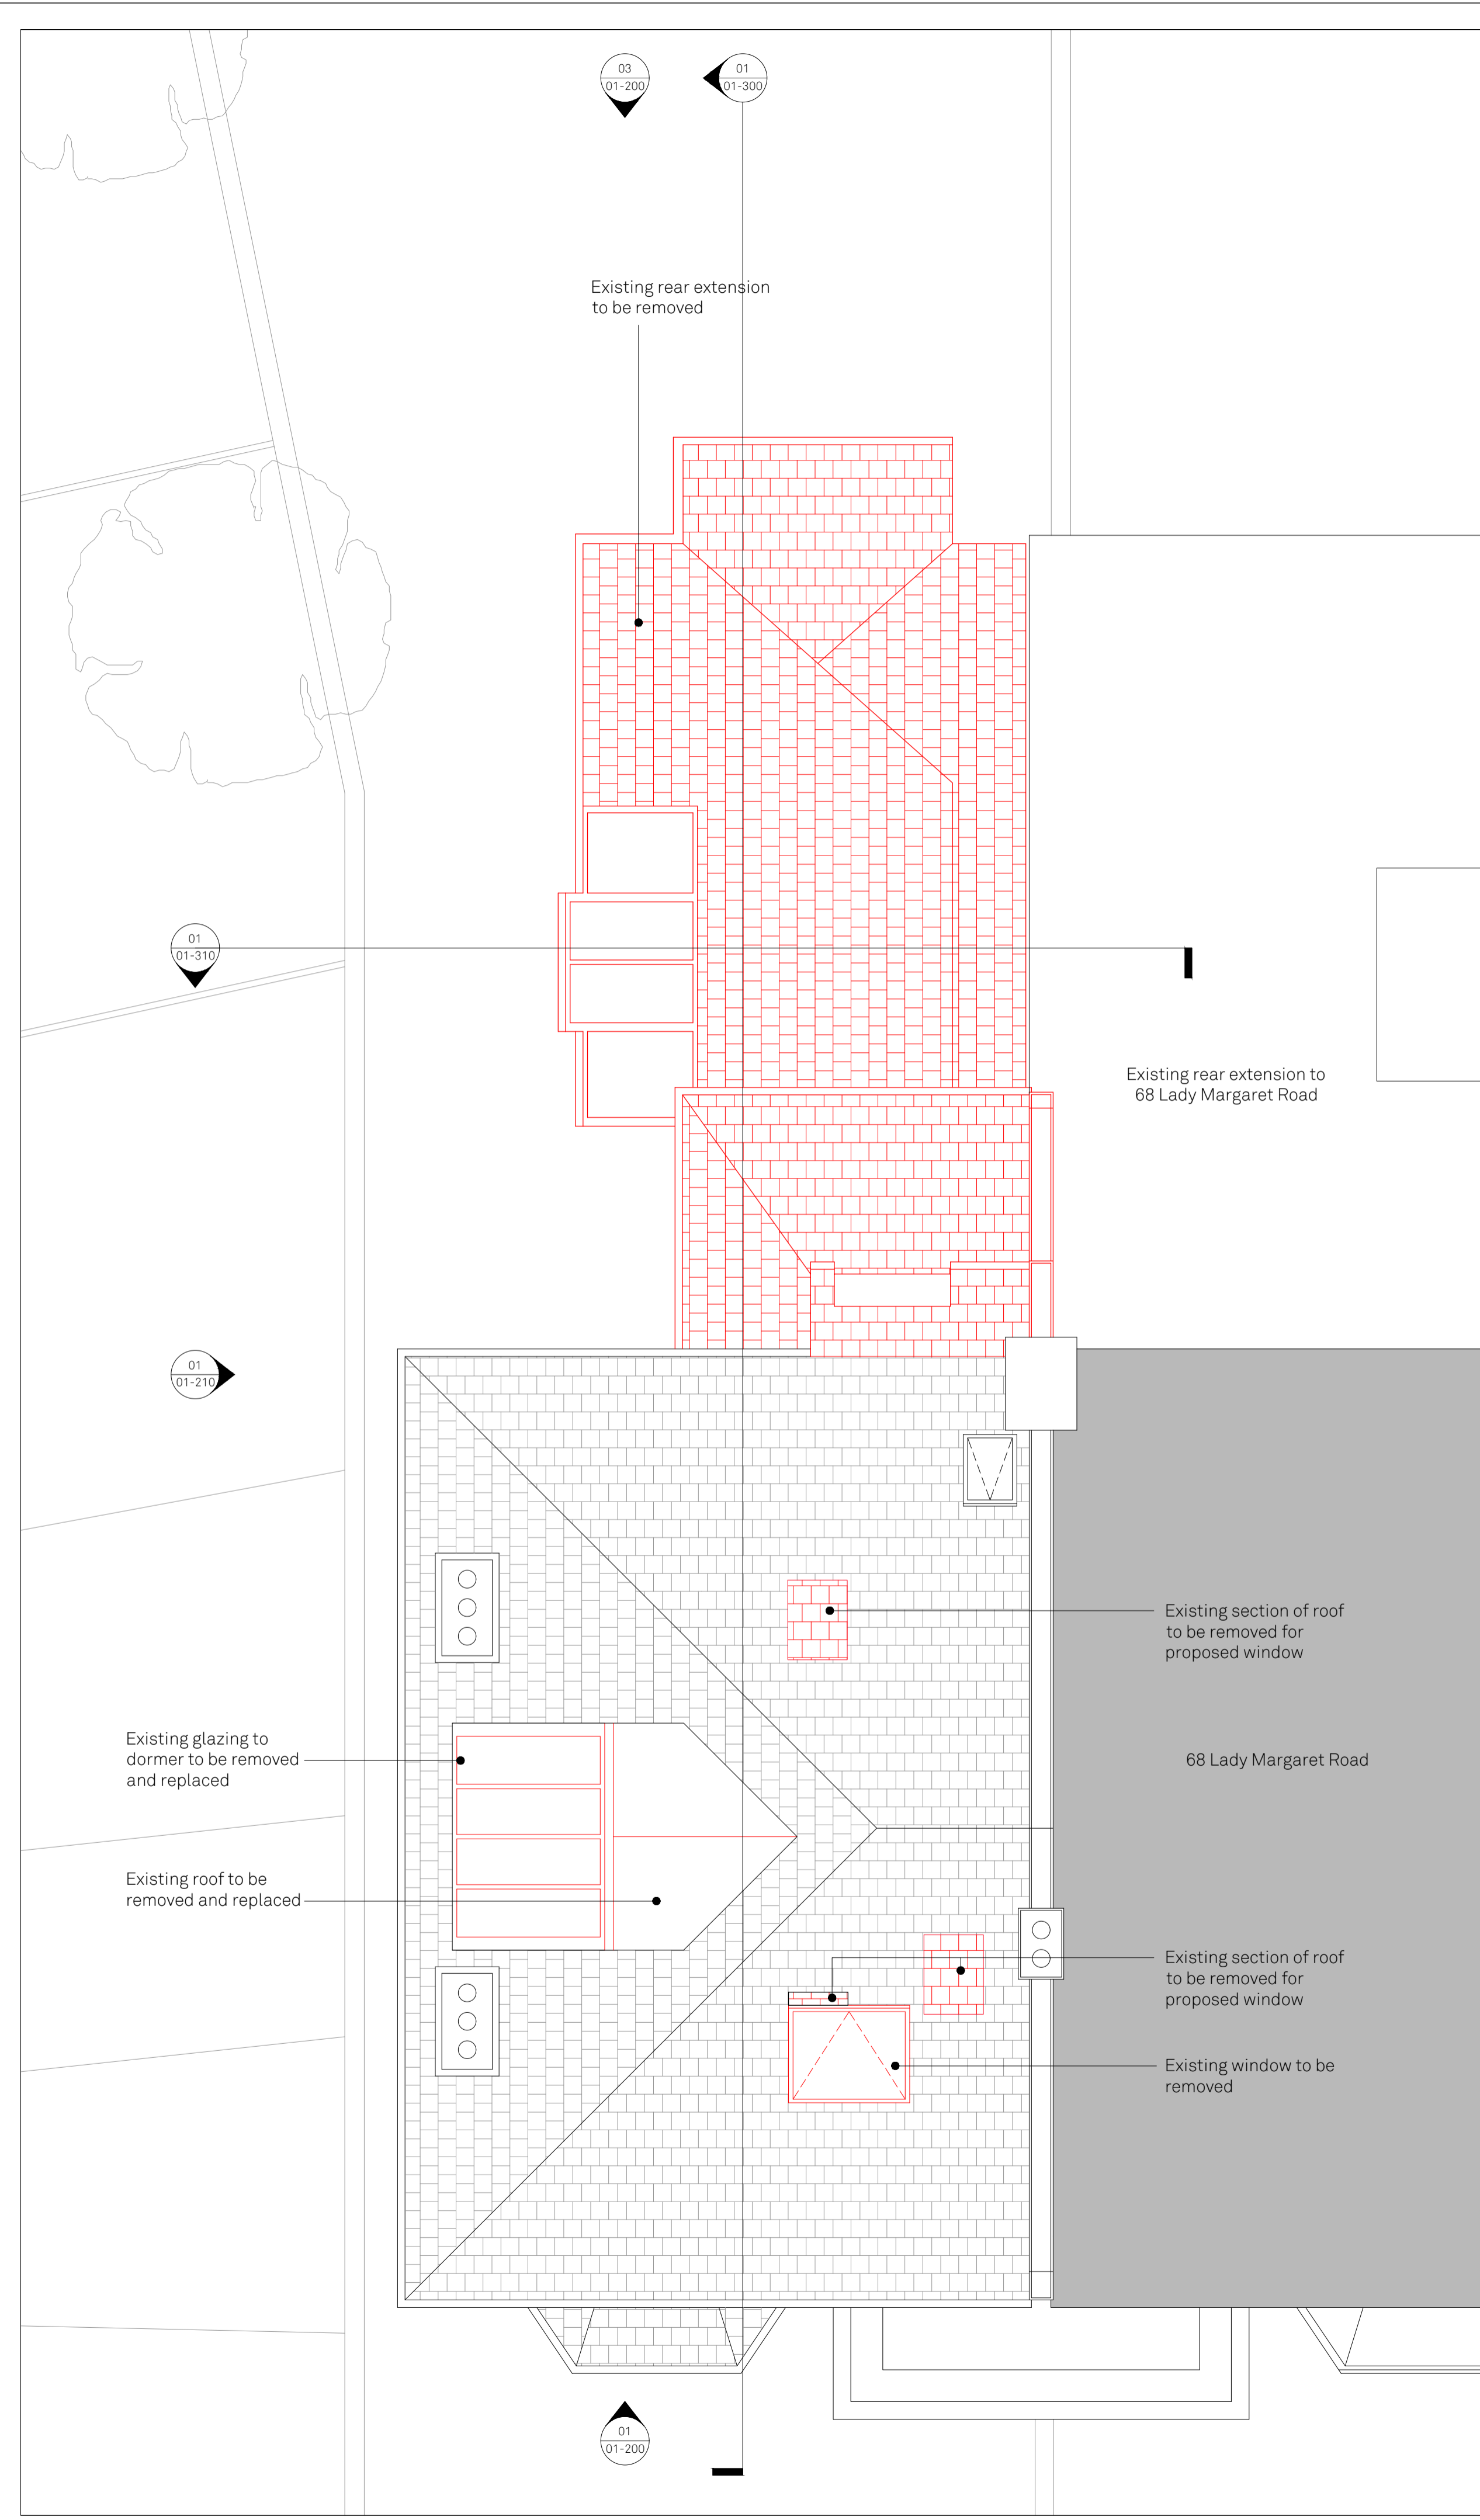 03
01-200
01
01-300
Existing rear extension
to be removed
01
01-310
Existing rear extension to
68 Lady Margaret Road
01
01-210
Existing section of roof
to be removed for
proposed window
Existing glazing to
dormer to be removed
and replaced
68 Lady Margaret Road
Existing roof to be
removed and replaced
Existing section of roof
to be removed for
proposed window
Existing window to be
removed
01
01-200